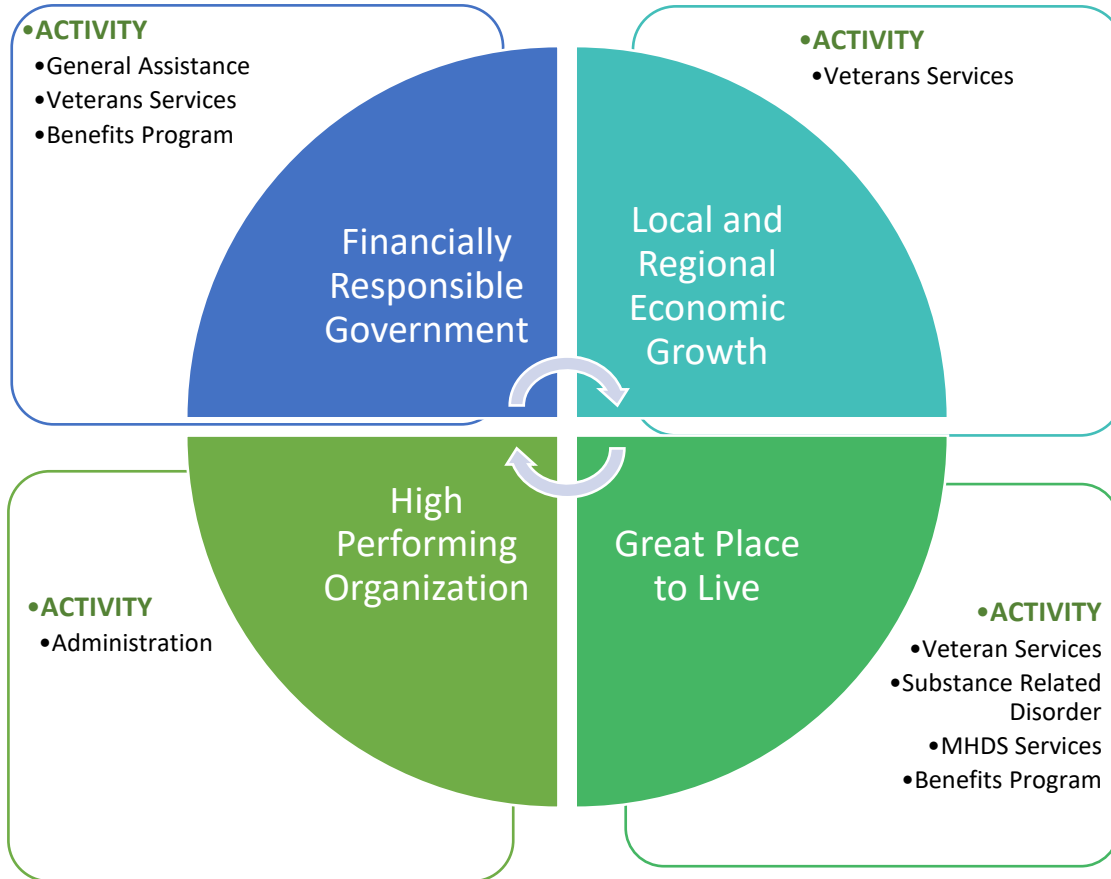 •ACTIVITY
•General Assistance
•Veterans Services
•Benefits Program
Financially
Responsible
Government
•ACTIVITY
•Veterans Services
Local and
Regional
Economic
Growth
•ACTIVITY
•Administration
High
Performing
Organization
Great Place
to Live
•ACTIVITY
•Veteran Services
•Substance Related
Disorder
•MHDS Services
•Benefits Program